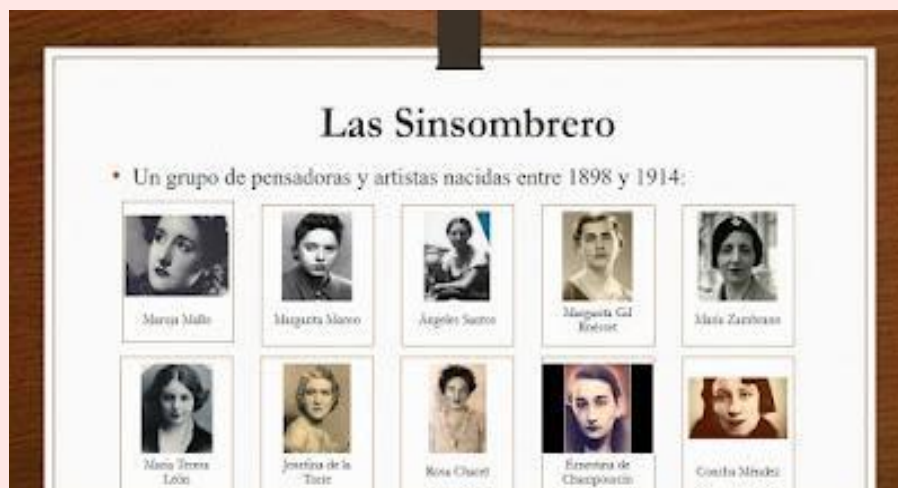 Las Sinsombrero
• Un grupo de pensadoras y artistas nacidas entre 1898 y 1914:
Maruja Mallo
Margarita Manso
Ángeles Santos
Margarita Gil
Roësset
María Zambrano
María Teresa
León
Josefina de la
Torre
Rosa Chacel
Ernestina de
Champourcín
Concha Méndez